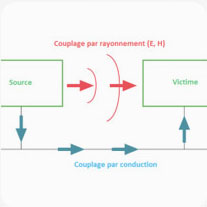 Couplage par rayonnement (E, H)
Source
Victime
Couplage par conduction